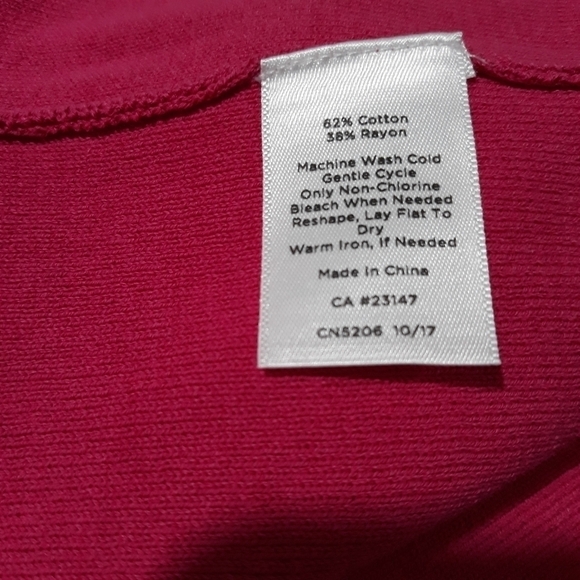 62% Cotton
38% Rayon
Machine Wash Cold
Gentle Cycle
Only Non-Chlorine
Bleach When Needed
Reshape, Lay Flat To
Dry
Warm Iron, If Needed
Made In China
CA #23147
CN5206 10/17